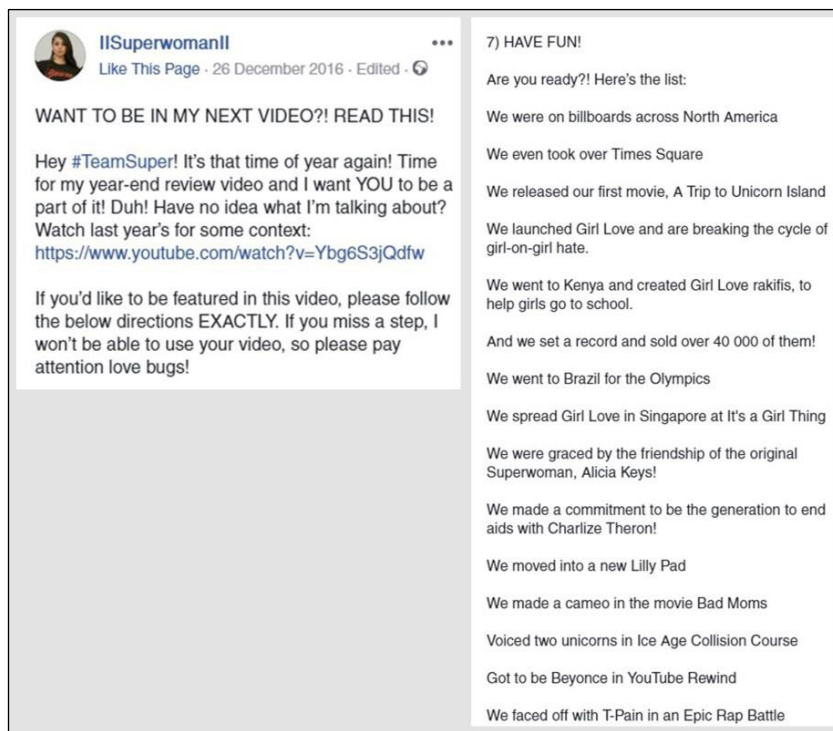 IISuperwomanII
Like This Page · 26 December 2016 · Edited ·
WANT TO BE IN MY NEXT VIDEO?! READ THIS!
Hey #TeamSuper! It's that time of year again! Time
for my year-end review video and I want YOU to be a
part of it! Duh! Have no idea what I'm talking about?
Watch last year's for some context:
https://www.youtube.com/watch?v=Ybg6S3jQdfw
If you'd like to be featured in this video, please follow
the below directions EXACTLY. If you miss a step, I
won't be able to use your video, so please pay
attention love bugs!
7) HAVE FUN!
Are you ready?! Here's the list:
We were on billboards across North America
We even took over Times Square
We released our first movie, A Trip to Unicorn Island
We launched Girl Love and are breaking the cycle of
girl-on-girl hate.
We went to Kenya and created Girl Love rakifis, to
help girls go to school.
And we set a record and sold over 40 000 of them!
We went to Brazil for the Olympics
We spread Girl Love in Singapore at It's a Girl Thing
We were graced by the friendship of the original
Superwoman, Alicia Keys!
We made a commitment to be the generation to end
aids with Charlize Theron!
We moved into a new Lilly Pad
We made a cameo in the movie Bad Moms
Voiced two unicorns in Ice Age Collision Course
Got to be Beyonce in YouTube Rewind
We faced off with T-Pain in an Epic Rap Battle